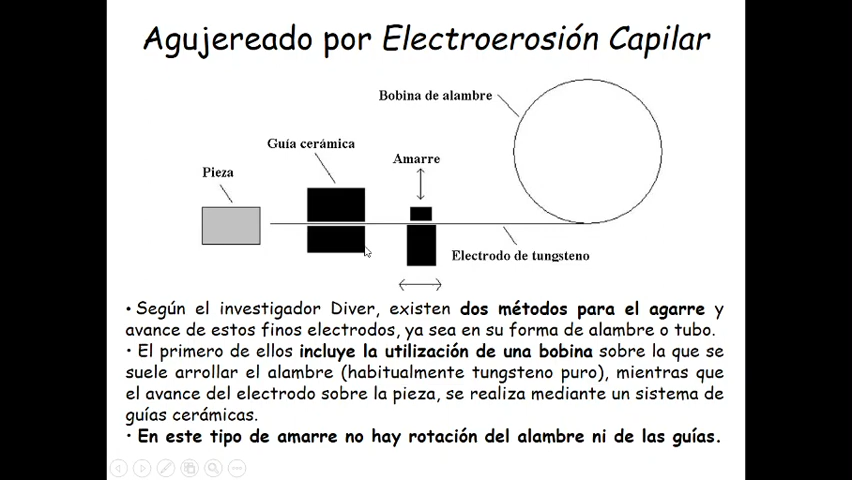 Agujereado por Electroerosión Capilar
Bobina de alambre
Guía cerámica
Amarre
Pieza
Electrodo de tungsteno
• Según el investigador Diver, existen dos métodos para el agarre y
avance de estos finos electrodos, ya sea en su forma de alambre o tubo.
• El primero de ellos incluye la utilización de una bobina sobre la que se
suele arrollar el alambre (habitualmente tungsteno puro), mientras que
el avance del electrodo sobre la pieza, se realiza mediante un sistema de
guías cerámicas.
• En este tipo de amarre no hay rotación del alambre ni de las guías.